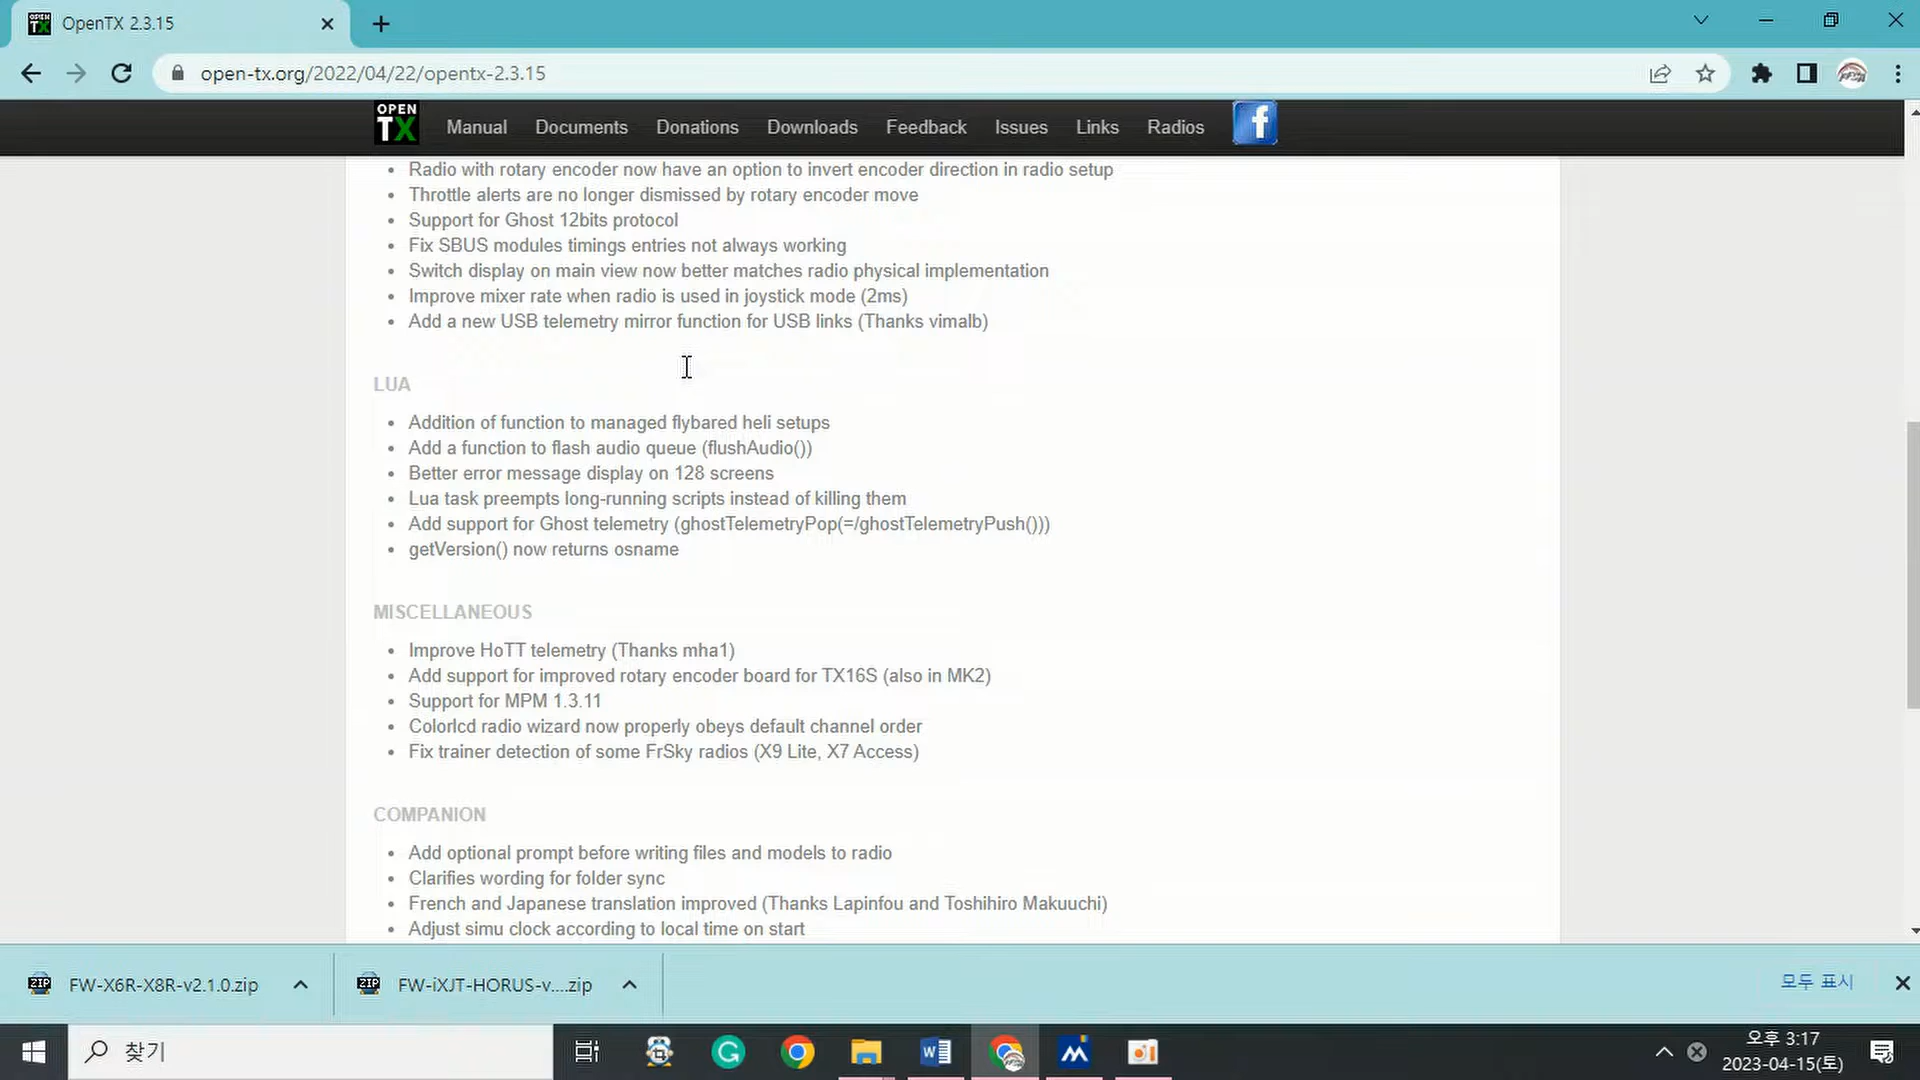 OpenTX 2.3.15
open-tx.org/2022/04/22/opentx-2.3.15
OPEN
TX
Manual
Documents
Donations
Downloads
Feedback
Issues
Links
Radios
Radio with rotary encoder now have an option to invert encoder direction in radio setup
Throttle alerts are no longer dismissed by rotary encoder move
Support for Ghost 12bits protocol
Fix SBUS modules timings entries not always working
Switch display on main view now better matches radio physical implementation
Improve mixer rate when radio is used in joystick mode (2ms)
Add a new USB telemetry mirror function for USB links (Thanks vimalb)
LUA
Addition of function to managed flybared heli setups
Add a function to flash audio queue (flushAudio())
Better error message display on 128 screens
Lua task preempts long-running scripts instead of killing them
Add support for Ghost telemetry (ghostTelemetryPop(=/ghostTelemetryPush()))
getVersion() now returns osname
MISCELLANEOUS
Improve HoTT telemetry (Thanks mha1)
Add support for improved rotary encoder board for TX16S (also in MK2)
Support for MPM 1.3.11
Colorlcd radio wizard now properly obeys default channel order
Fix trainer detection of some FrSky radios (X9 Lite, X7 Access)
COMPANION
Add optional prompt before writing files and models to radio
Clarifies wording for folder sync
French and Japanese translation improved (Thanks Lapinfou and Toshihiro Makuuchi)
Adjust simu clock according to local time on start
FW-X6R-X8R-v2.1.0.zip
FW-iXJT-HORUS-v....zip
모두 표시
찾기
오후 3:17
2023-04-15(토)